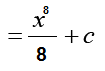 = x^8/8 + c